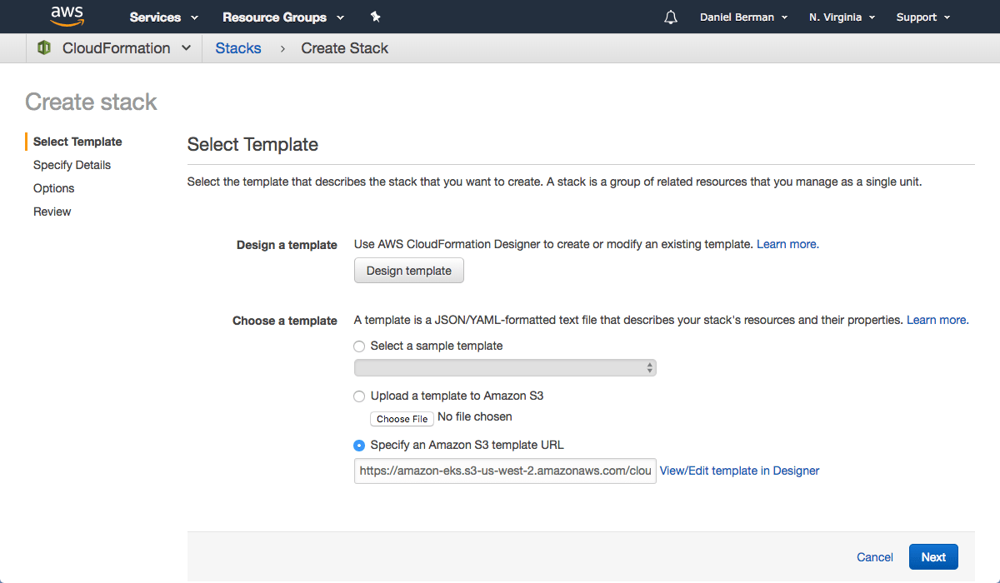 aws Services Resource Groups Daniel Berman N. Virginia Support
CloudFormation Stacks › Create Stack
Create stack
Select Template
Specify Details
Options
Review
Select Template
Select the template that describes the stack that you want to create. A stack is a group of related resources that you manage as a single unit.
Design a template Use AWS CloudFormation Designer to create or modify an existing template. Learn more.
Design template
Choose a template A template is a JSON/YAML-formatted text file that describes your stack's resources and their properties. Learn more.
Select a sample template
Upload a template to Amazon S3
Choose File No file chosen
Specify an Amazon S3 template URL
https://amazon-eks.s3-us-west-2.amazonaws.com/clou View/Edit template in Designer
Cancel Next